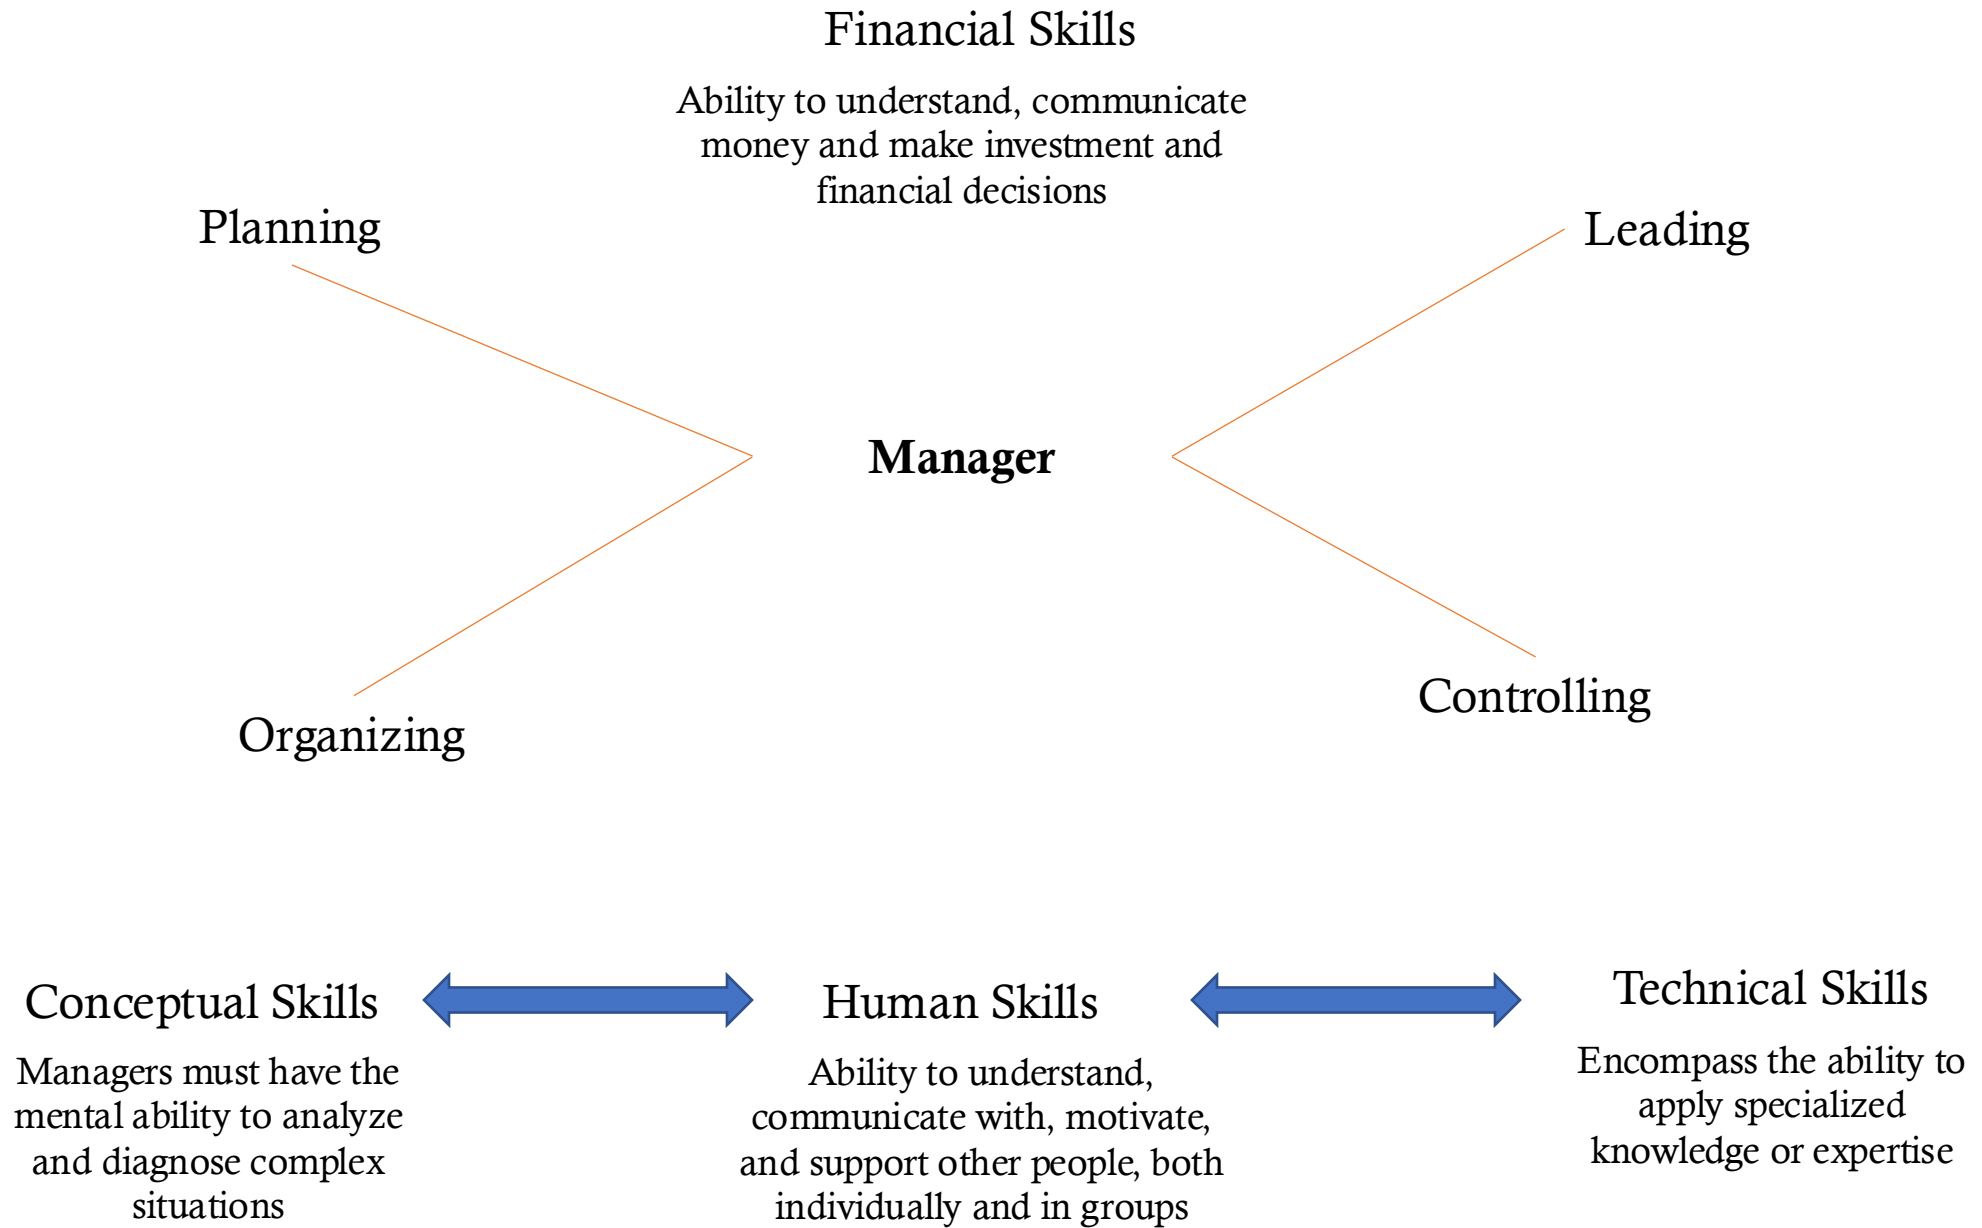 Financial Skills
Ability to understand, communicate
money and make investment and
financial decisions
Planning
Leading
Manager
Organizing
Controlling
Conceptual Skills
Managers must have the
mental ability to analyze
and diagnose complex
situations
Human Skills
Ability to understand,
communicate with, motivate,
and support other people, both
individually and in groups
Technical Skills
Encompass the ability to
apply specialized
knowledge or expertise